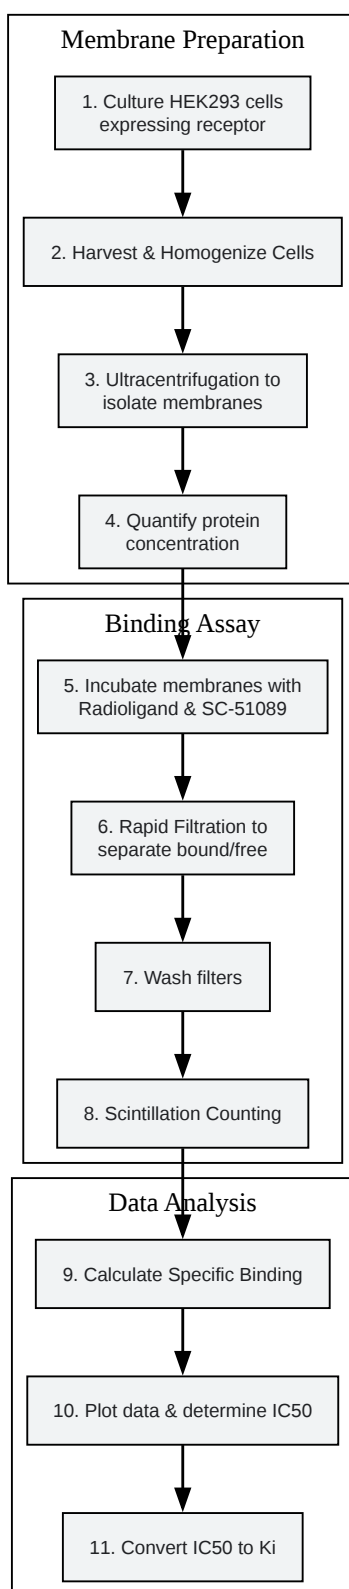 Membrane Preparation
1. Culture HEK293 cells
expressing receptor
2. Harvest & Homogenize Cells
3. Ultracentrifugation to
isolate membranes
4. Quantify protein
concentration
Binding Assay
5. Incubate membranes with
Radioligand & SC-51089
6. Rapid Filtration to
separate bound/free
7. Wash filters
8. Scintillation Counting
Data Analysis
9. Calculate Specific Binding
10. Plot data & determine IC50
11. Convert IC50 to Ki